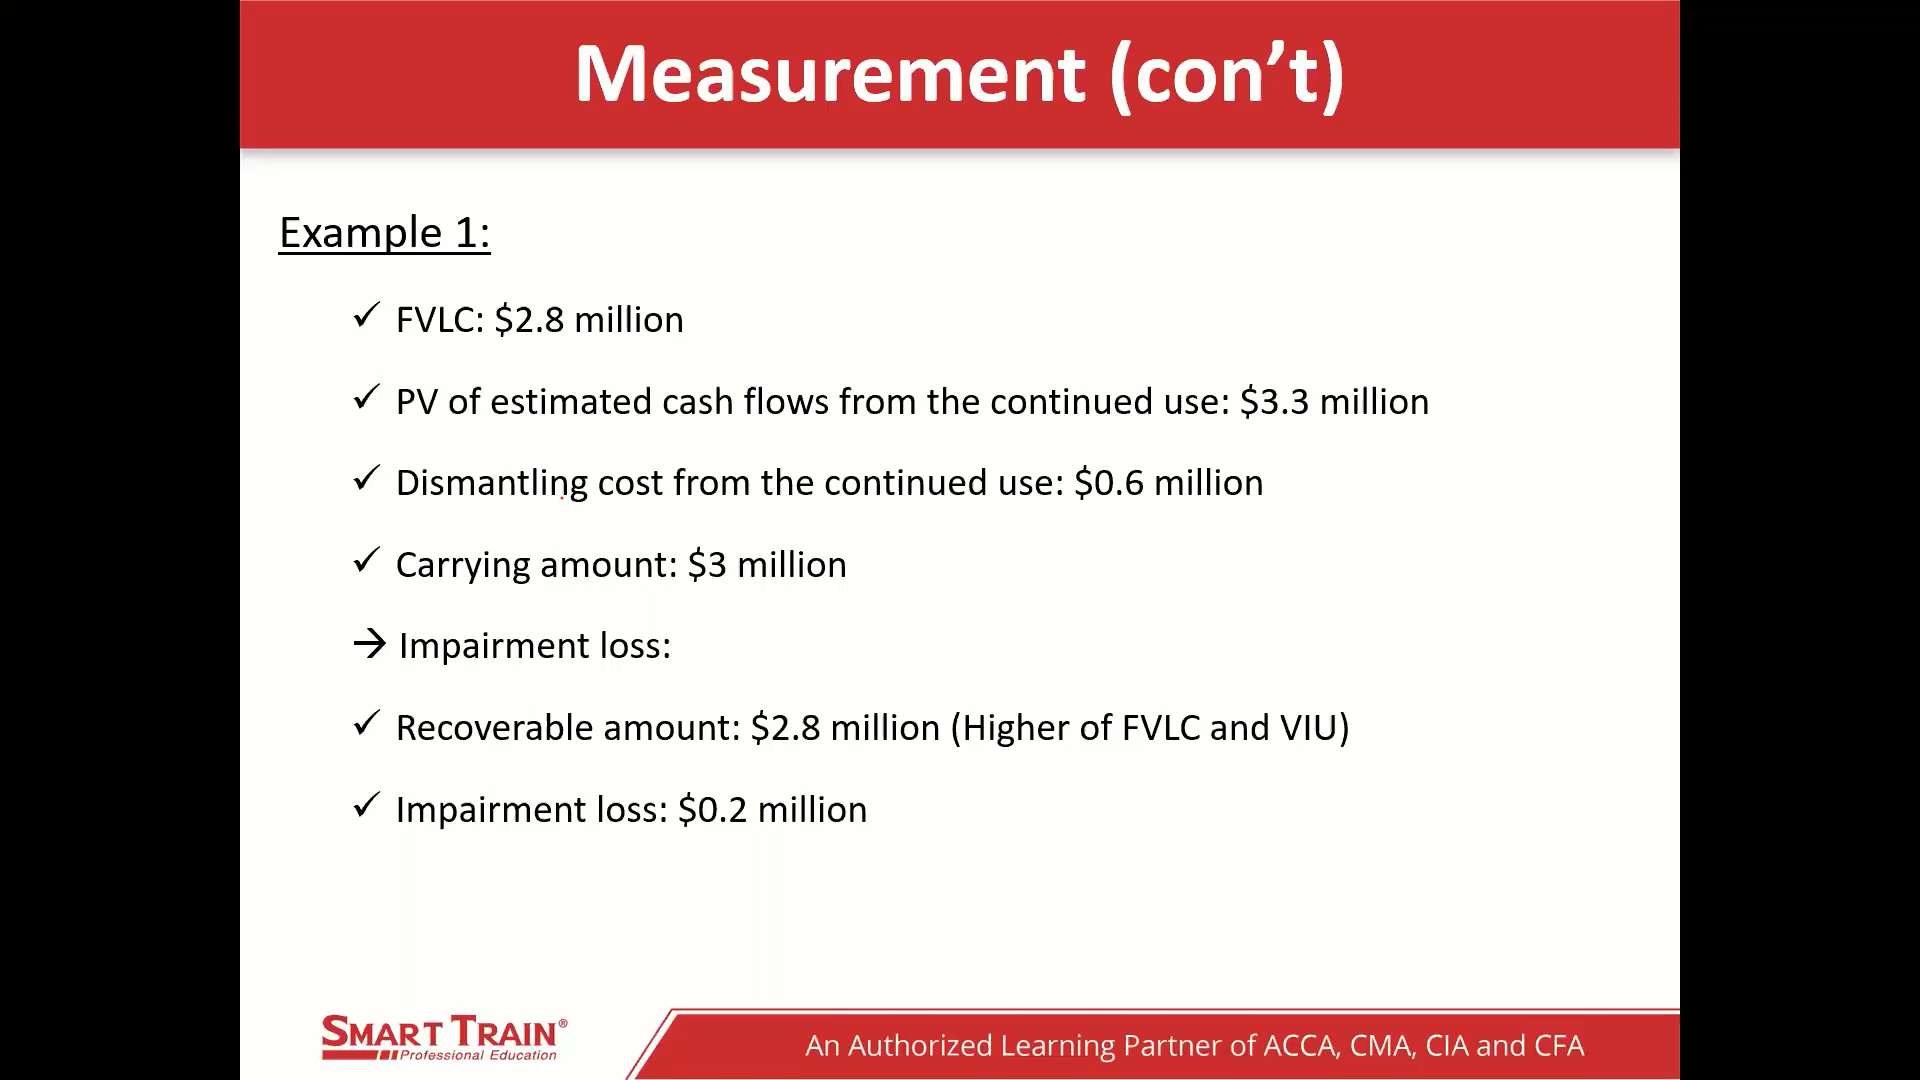 Measurement (con’t)
Example 1:
✓ FVLC: $2.8 million
✓ PV of estimated cash flows from the continued use: $3.3 million
✓ Dismantling cost from the continued use: $0.6 million
✓ Carrying amount: $3 million
→ Impairment loss:
✓ Recoverable amount: $2.8 million (Higher of FVLC and VIU)
✓ Impairment loss: $0.2 million
SMART TRAIN®
Professional Education
An Authorized Learning Partner of ACCA, CMA, CIA and CFA